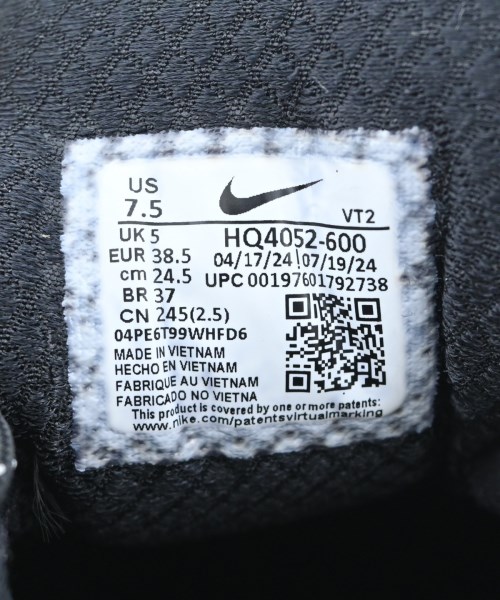 US
7.5
VT2
UK 5
HQ4052-600
EUR 38.5
04/17/24 07/19/24
cm 24.5
UPC 00197601792738
BR 37
CN 245(2.5)
04PE6T99WHFD6
MADE IN VIETNAM
HECHO EN VIETNAM
FABRIQUE AU VIETNAM
FABRICADO NO VIETNA
This product is covered by one or more patents:
www.nike.com/patentsvirtualmarking